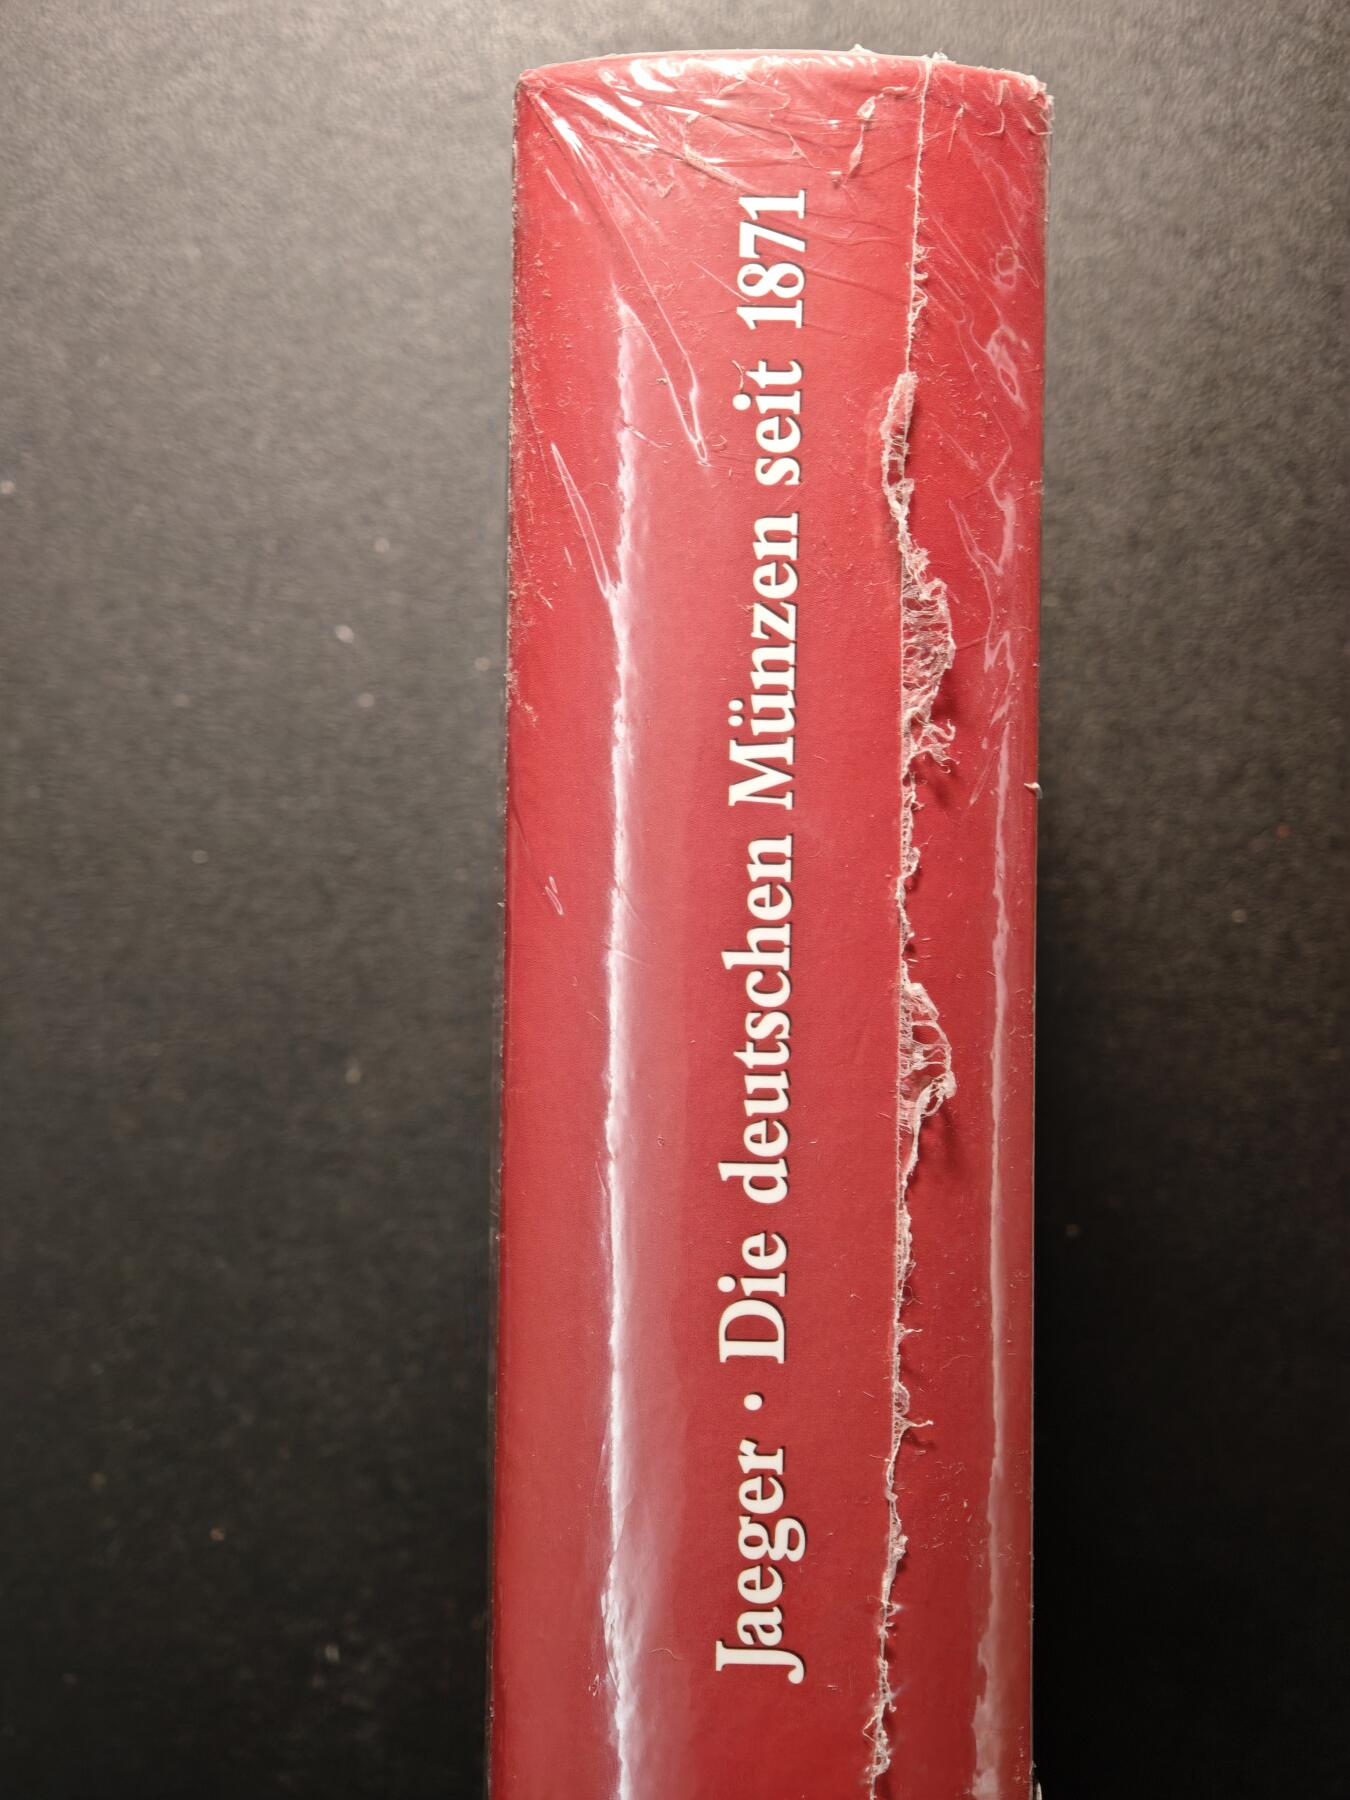 Jaeger · Die deutschen Münzen seit 1871